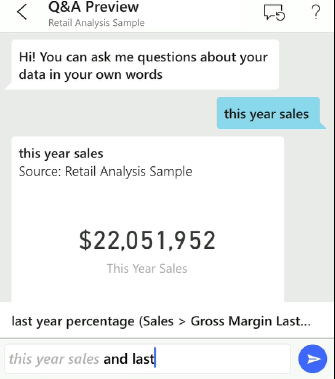 Q&A Preview
Retail Analysis Sample
?
Hi! You can ask me questions about your
data in your own words
this year sales
this year sales
Source: Retail Analysis Sample
$22,051,952
This Year Sales
last year percentage (Sales > Gross Margin Last...
this year sales and last